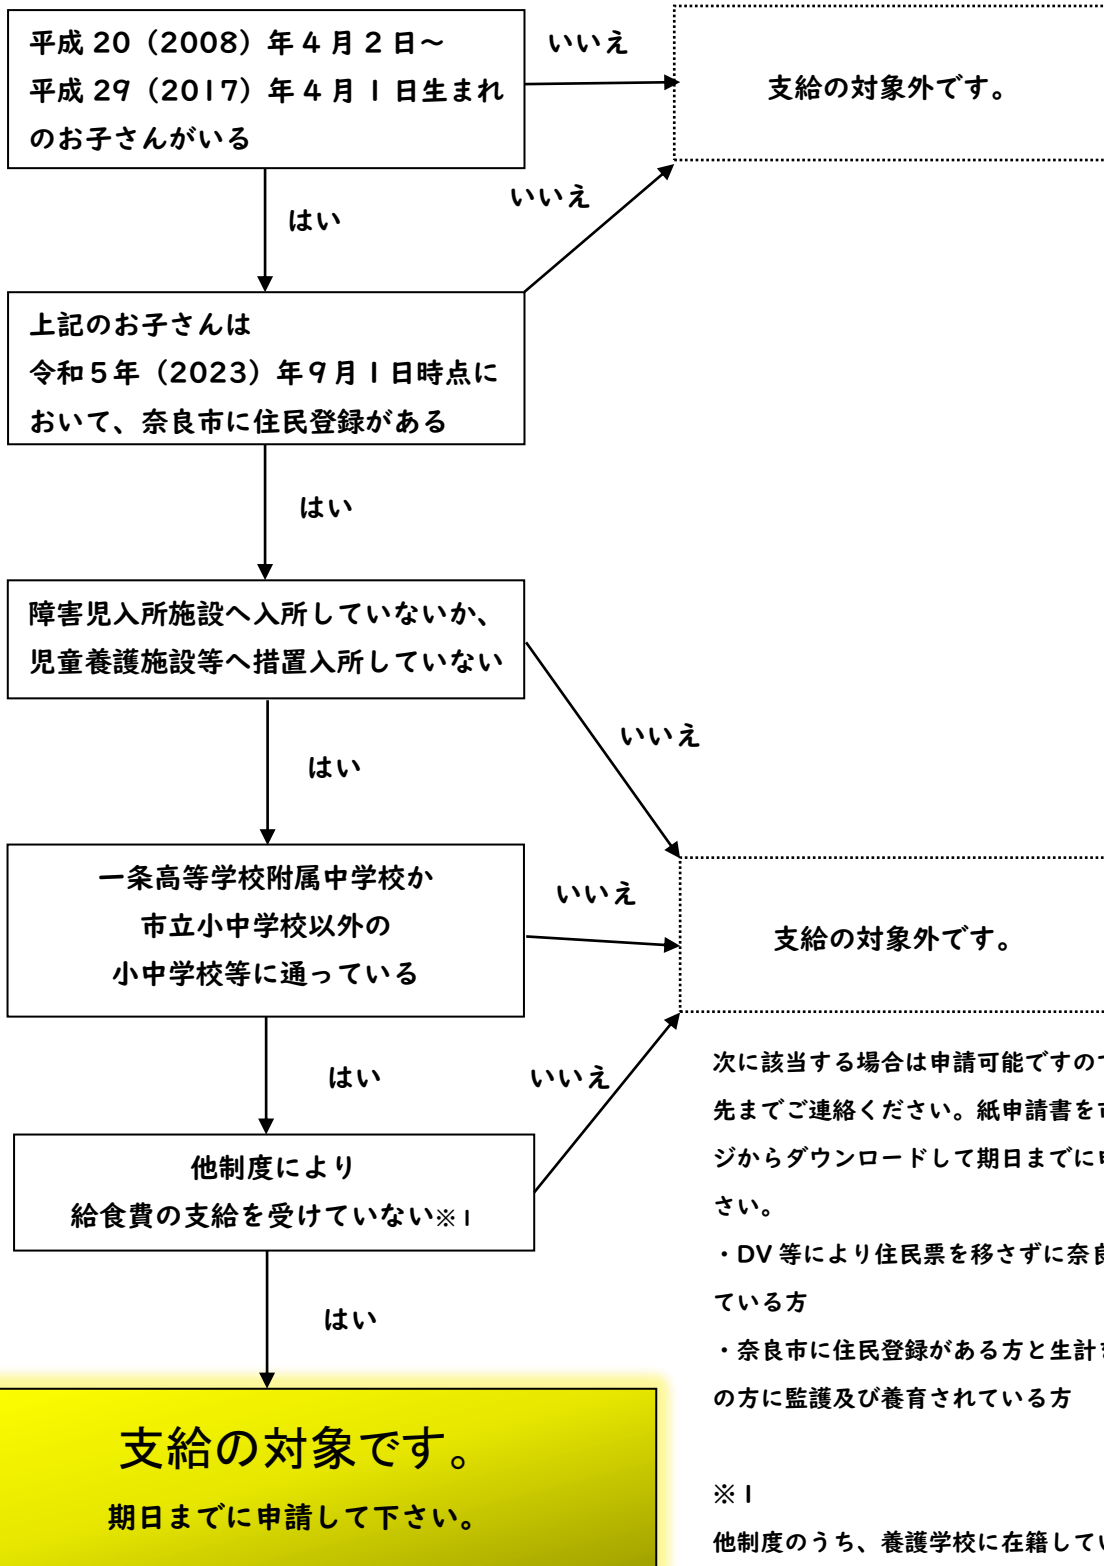 平成 20（2008）年 4 月 2 日～
平成 29（2017）年 4 月 1 日生まれ
のお子さんがいる
いいえ
支給の対象外です。
はい
いいえ
上記のお子さんは
令和５年（2023）年９月１日時点に
おいて、奈良市に住民登録がある
はい
障害児入所施設へ入所していないか、
児童養護施設等へ措置入所していない
いいえ
はい
一条高等学校附属中学校か
市立小中学校以外の
小中学校等に通っている
いいえ
支給の対象外です。
はい
いいえ
他制度により
給食費の支給を受けていない※１
はい
支給の対象です。
期日までに申請して下さい。
次に該当する場合は申請可能ですので
先までご連絡ください。紙申請書を市
ジからダウンロードして期日までに申
さい。
・DV 等により住民票を移さずに奈良
ている方
・奈良市に住民登録がある方と生計を
の方に監護及び養育されている方
※１
他制度のうち、養護学校に在籍してい